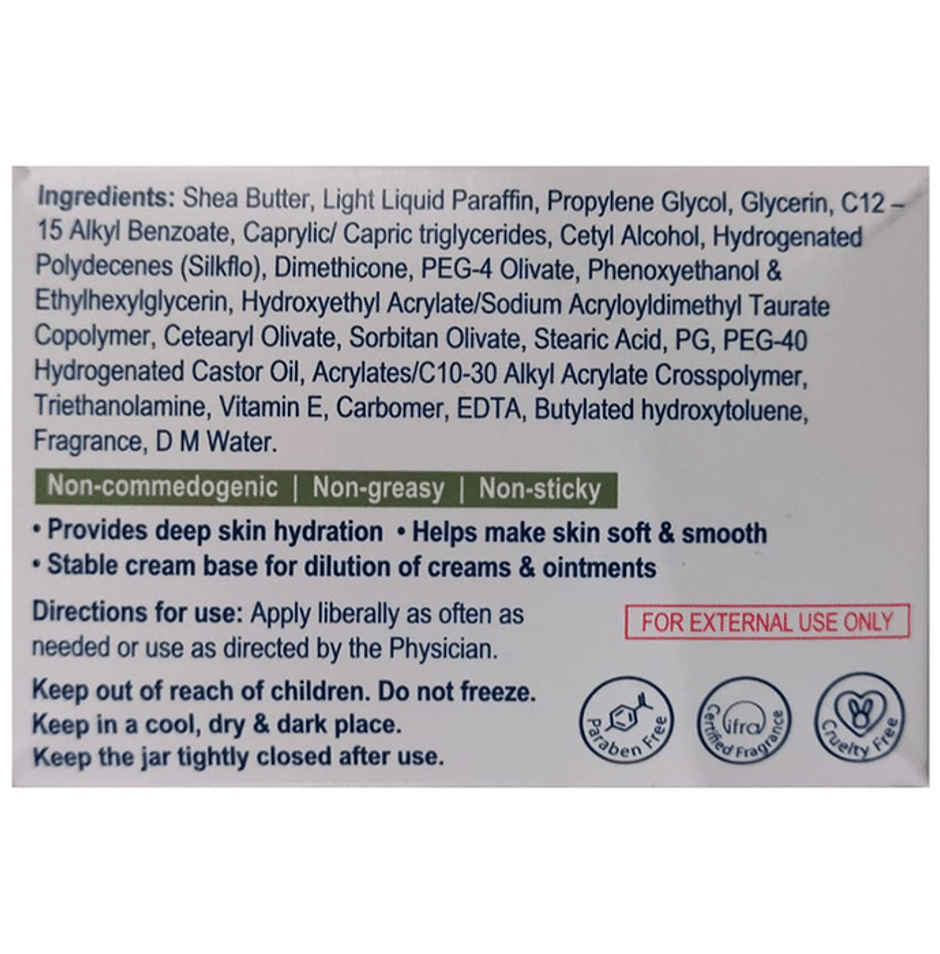 Ingredients: Shea Butter, Light Liquid Paraffin, Propylene Glycol, Glycerin, C12 –
15 Alkyl Benzoate, Caprylic/ Capric triglycerides, Cetyl Alcohol, Hydrogenated
Polydecenes (Silkflo), Dimethicone, PEG-4 Olivate, Phenoxyethanol &
Ethylhexylglycerin, Hydroxyethyl Acrylate/Sodium Acryloyldimethyl Taurate
Copolymer, Cetearyl Olivate, Sorbitan Olivate, Stearic Acid, PG, PEG-40
Hydrogenated Castor Oil, Acrylates/C10-30 Alkyl Acrylate Crosspolymer,
Triethanolamine, Vitamin E, Carbomer, EDTA, Butylated hydroxytoluene,
Fragrance, D M Water.
Non-commedogenic | Non-greasy | Non-sticky
• Provides deep skin hydration • Helps make skin soft & smooth
• Stable cream base for dilution of creams & ointments
Directions for use: Apply liberally as often as
needed or use as directed by the Physician.
FOR EXTERNAL USE ONLY
Keep out of reach of children. Do not freeze.
Keep in a cool, dry & dark place.
Keep the jar tightly closed after use.
Paraben Free
ifra
Certified Fragrance
Cruelty Free